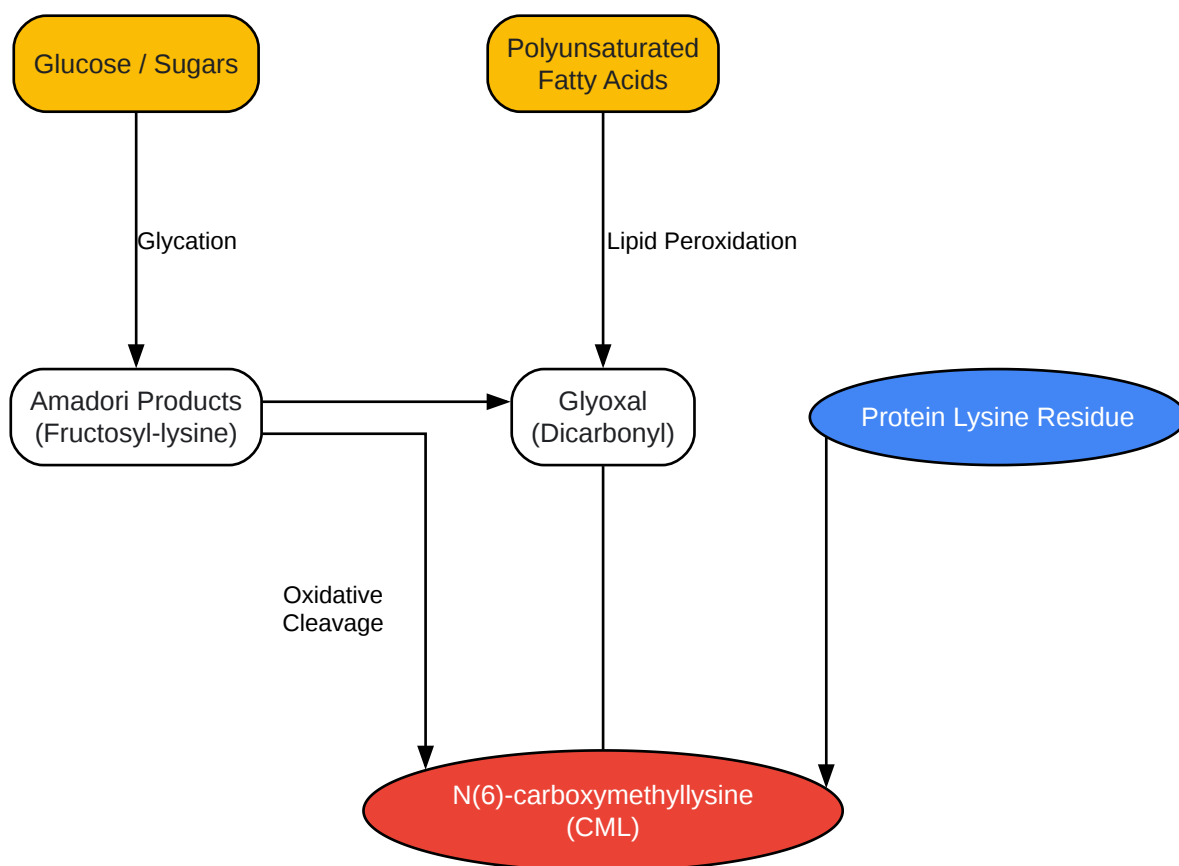 Glucose / Sugars
Polyunsaturated
Fatty Acids
Glycation
Lipid Peroxidation
Amadori Products
(Fructosyl-lysine)
Glyoxal
(Dicarbonyl)
Protein Lysine Residue
Oxidative
Cleavage
N(6)-carboxymethyllysine
(CML)